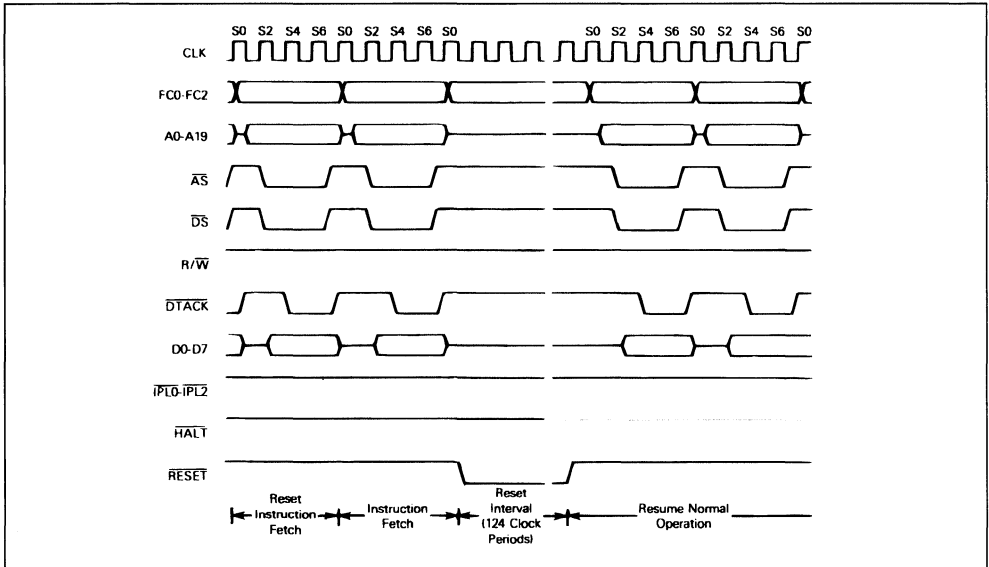 S0 S2 S4 S6 S0 S2 S4 S6 S0 S0 S2 S4 S6 S0 S2 S4 S6 S0
CLK
FC0-FC2
A0-A19
AS
DS
R/W
DTACK
D0-D7
IPL0-IPL2
HALT
RESET
Reset
Instruction
Fetch
Instruction
Fetch
Reset
Interval
(124 Clock
Periods)
Resume Normal
Operation